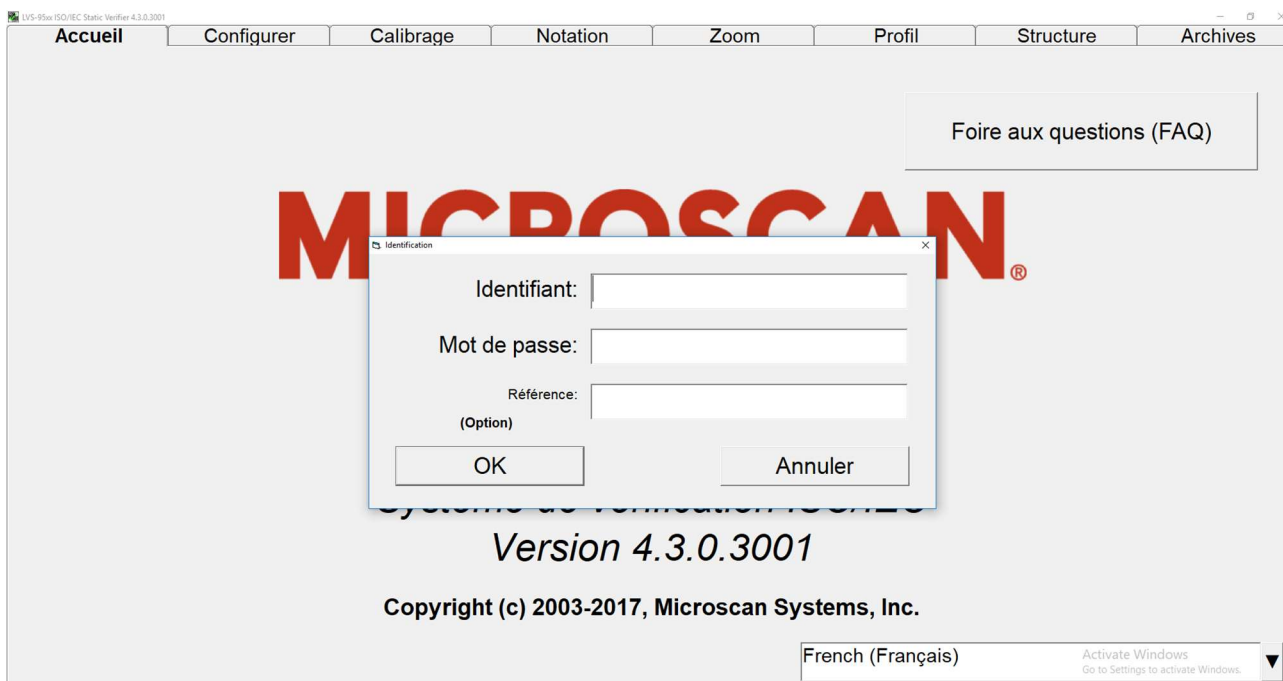 LVS-95xx ISO/IEC Static Verifier 4.3.0.3001
Accueil Configurer Calibrage Notation Zoom Profil Structure Archives
Foire aux questions (FAQ)
MICROSCAN®
Identification
Identifiant:
Mot de passe:
Référence:
(Option)
OK Annuler
Version 4.3.0.3001
Copyright (c) 2003-2017, Microscan Systems, Inc.
French (Français)
Activate Windows
Go to Settings to activate Windows.